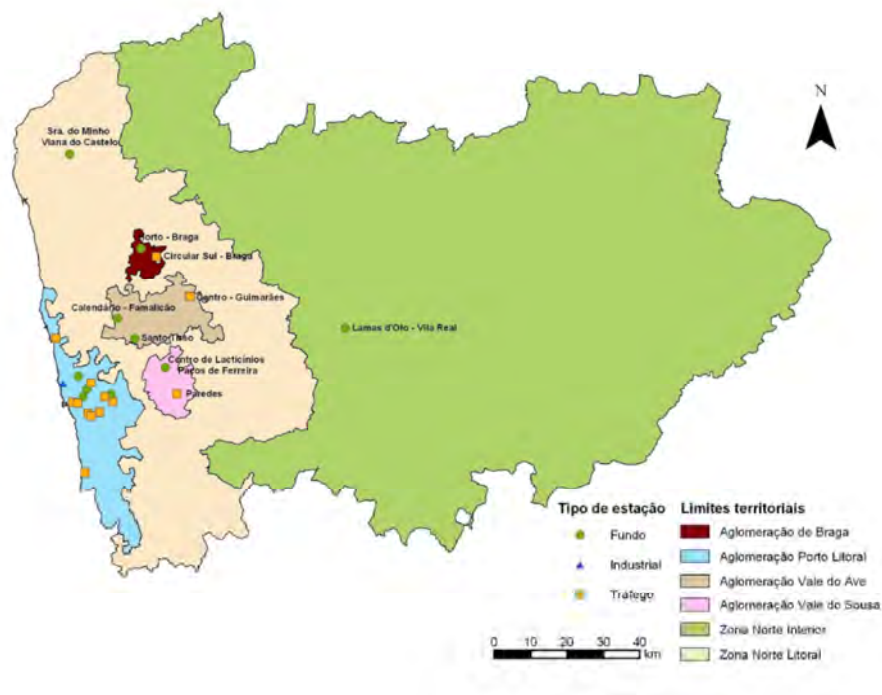 N
Sra. do Minho
Viana do Castelo
Horto - Braga
Circular Sul - Braga
Centro - Guimarães
Calendário - Famalicão
Santo Tirso
Lamas d'Olo - Vila Real
Centro de Lacticínios
Paços de Ferreira
Paredes
Tipo de estação
Fundo
Industrial
Tráfego
Limites territoriais
Aglomeração de Braga
Aglomeração Porto Litoral
Aglomeração Vale do Ave
Aglomeração Vale do Sousa
Zona Norte Interior
Zona Norte Litoral
0 10 20 30 40
km